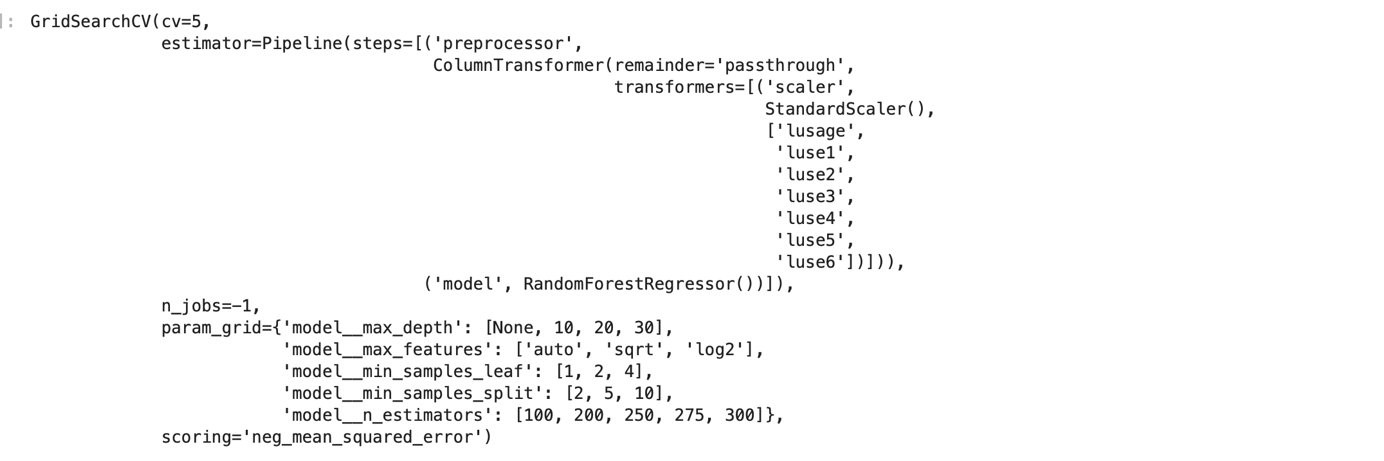 ]: GridSearchCV(cv=5,
estimator=Pipeline(steps=[('preprocessor',
ColumnTransformer(remainder='passthrough',
transformers=[('scaler',
StandardScaler(),
['lusage',
'luse1',
'luse2',
'luse3',
'luse4',
'luse5',
'luse6'])])),
('model', RandomForestRegressor())]),
n_jobs=-1,
param_grid={'model__max_depth': [None, 10, 20, 30],
'model__max_features': ['auto', 'sqrt', 'log2'],
'model__min_samples_leaf': [1, 2, 4],
'model__min_samples_split': [2, 5, 10],
'model__n_estimators': [100, 200, 250, 275, 300]},
scoring='neg_mean_squared_error')